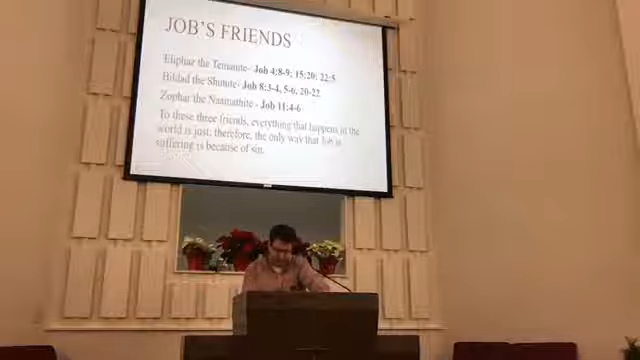 JOB'S FRIENDS
Eliphaz the Temanite- Job 4:8-9; 15:20; 22:5
Bildad the Shutute- Job 8:3-4, 5-6, 20-22
Zophar the Naamathite - Job 11:4-6
To these three friends, everything that happens in the
world is just; therefore, the only way that Job is
suffering is because of sin.